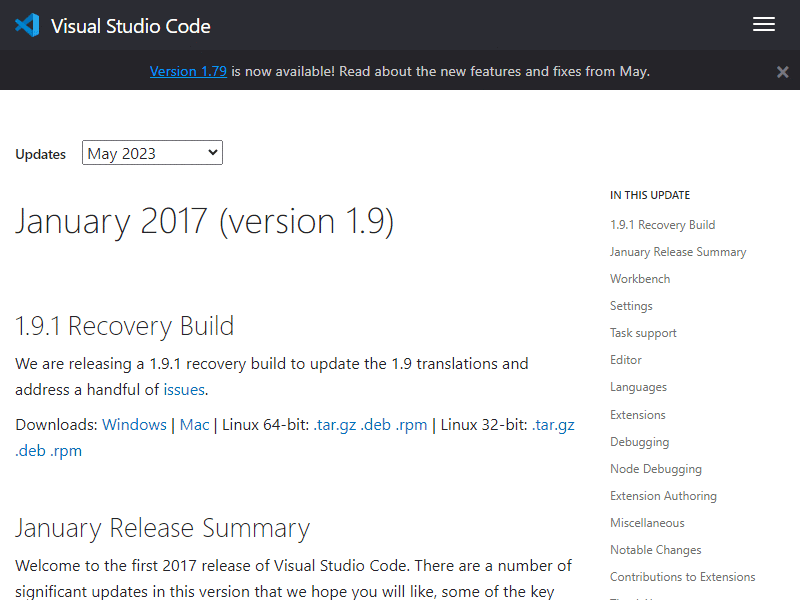 Visual Studio Code
Version 1.79 is now available! Read about the new features and fixes from May.
Updates
May 2023
January 2017 (version 1.9)
1.9.1 Recovery Build
We are releasing a 1.9.1 recovery build to update the 1.9 translations and
address a handful of issues.
Downloads: Windows | Mac | Linux 64-bit: .tar.gz .deb .rpm | Linux 32-bit: .tar.gz
.deb .rpm
January Release Summary
Welcome to the first 2017 release of Visual Studio Code. There are a number of
significant updates in this version that we hope you will like, some of the key
IN THIS UPDATE
1.9.1 Recovery Build
January Release Summary
Workbench
Settings
Task support
Editor
Languages
Extensions
Debugging
Node Debugging
Extension Authoring
Miscellaneous
Notable Changes
Contributions to Extensions